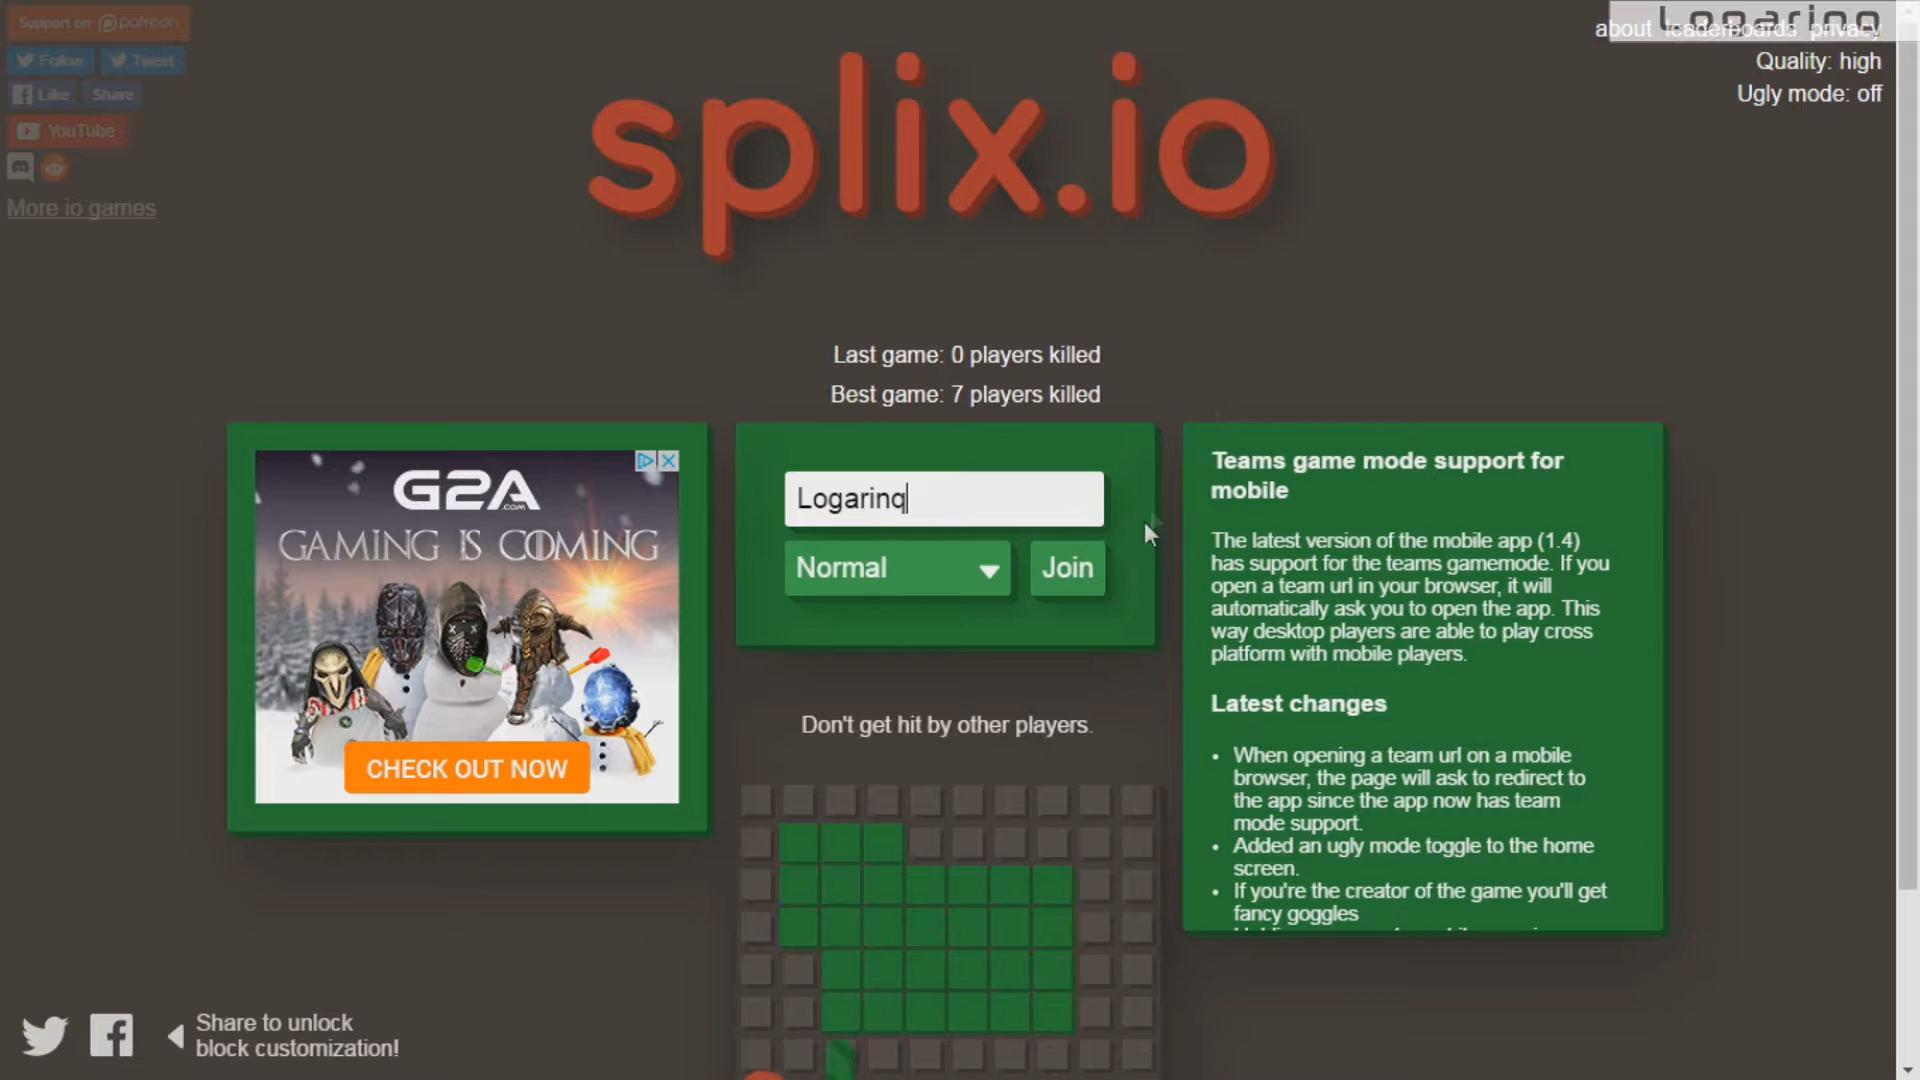 Support on patreon
Follow
Tweet
Like
Share
YouTube
More io games
splix.io
Logarinq
about leaderboards privacy
Quality: high
Ugly mode: off
Last game: 0 players killed
Best game: 7 players killed
G2A
.COM
GAMING IS COMING
CHECK OUT NOW
Logarinq
Normal
Join
Don't get hit by other players.
Teams game mode support for
mobile
The latest version of the mobile app (1.4)
has support for the teams gamemode. If you
open a team url in your browser, it will
automatically ask you to open the app. This
way desktop players are able to play cross
platform with mobile players.
Latest changes
• When opening a team url on a mobile
browser, the page will ask to redirect to
the app since the app now has team
mode support.
• Added an ugly mode toggle to the home
screen.
• If you're the creator of the game you'll get
fancy goggles
Share to unlock
block customization!